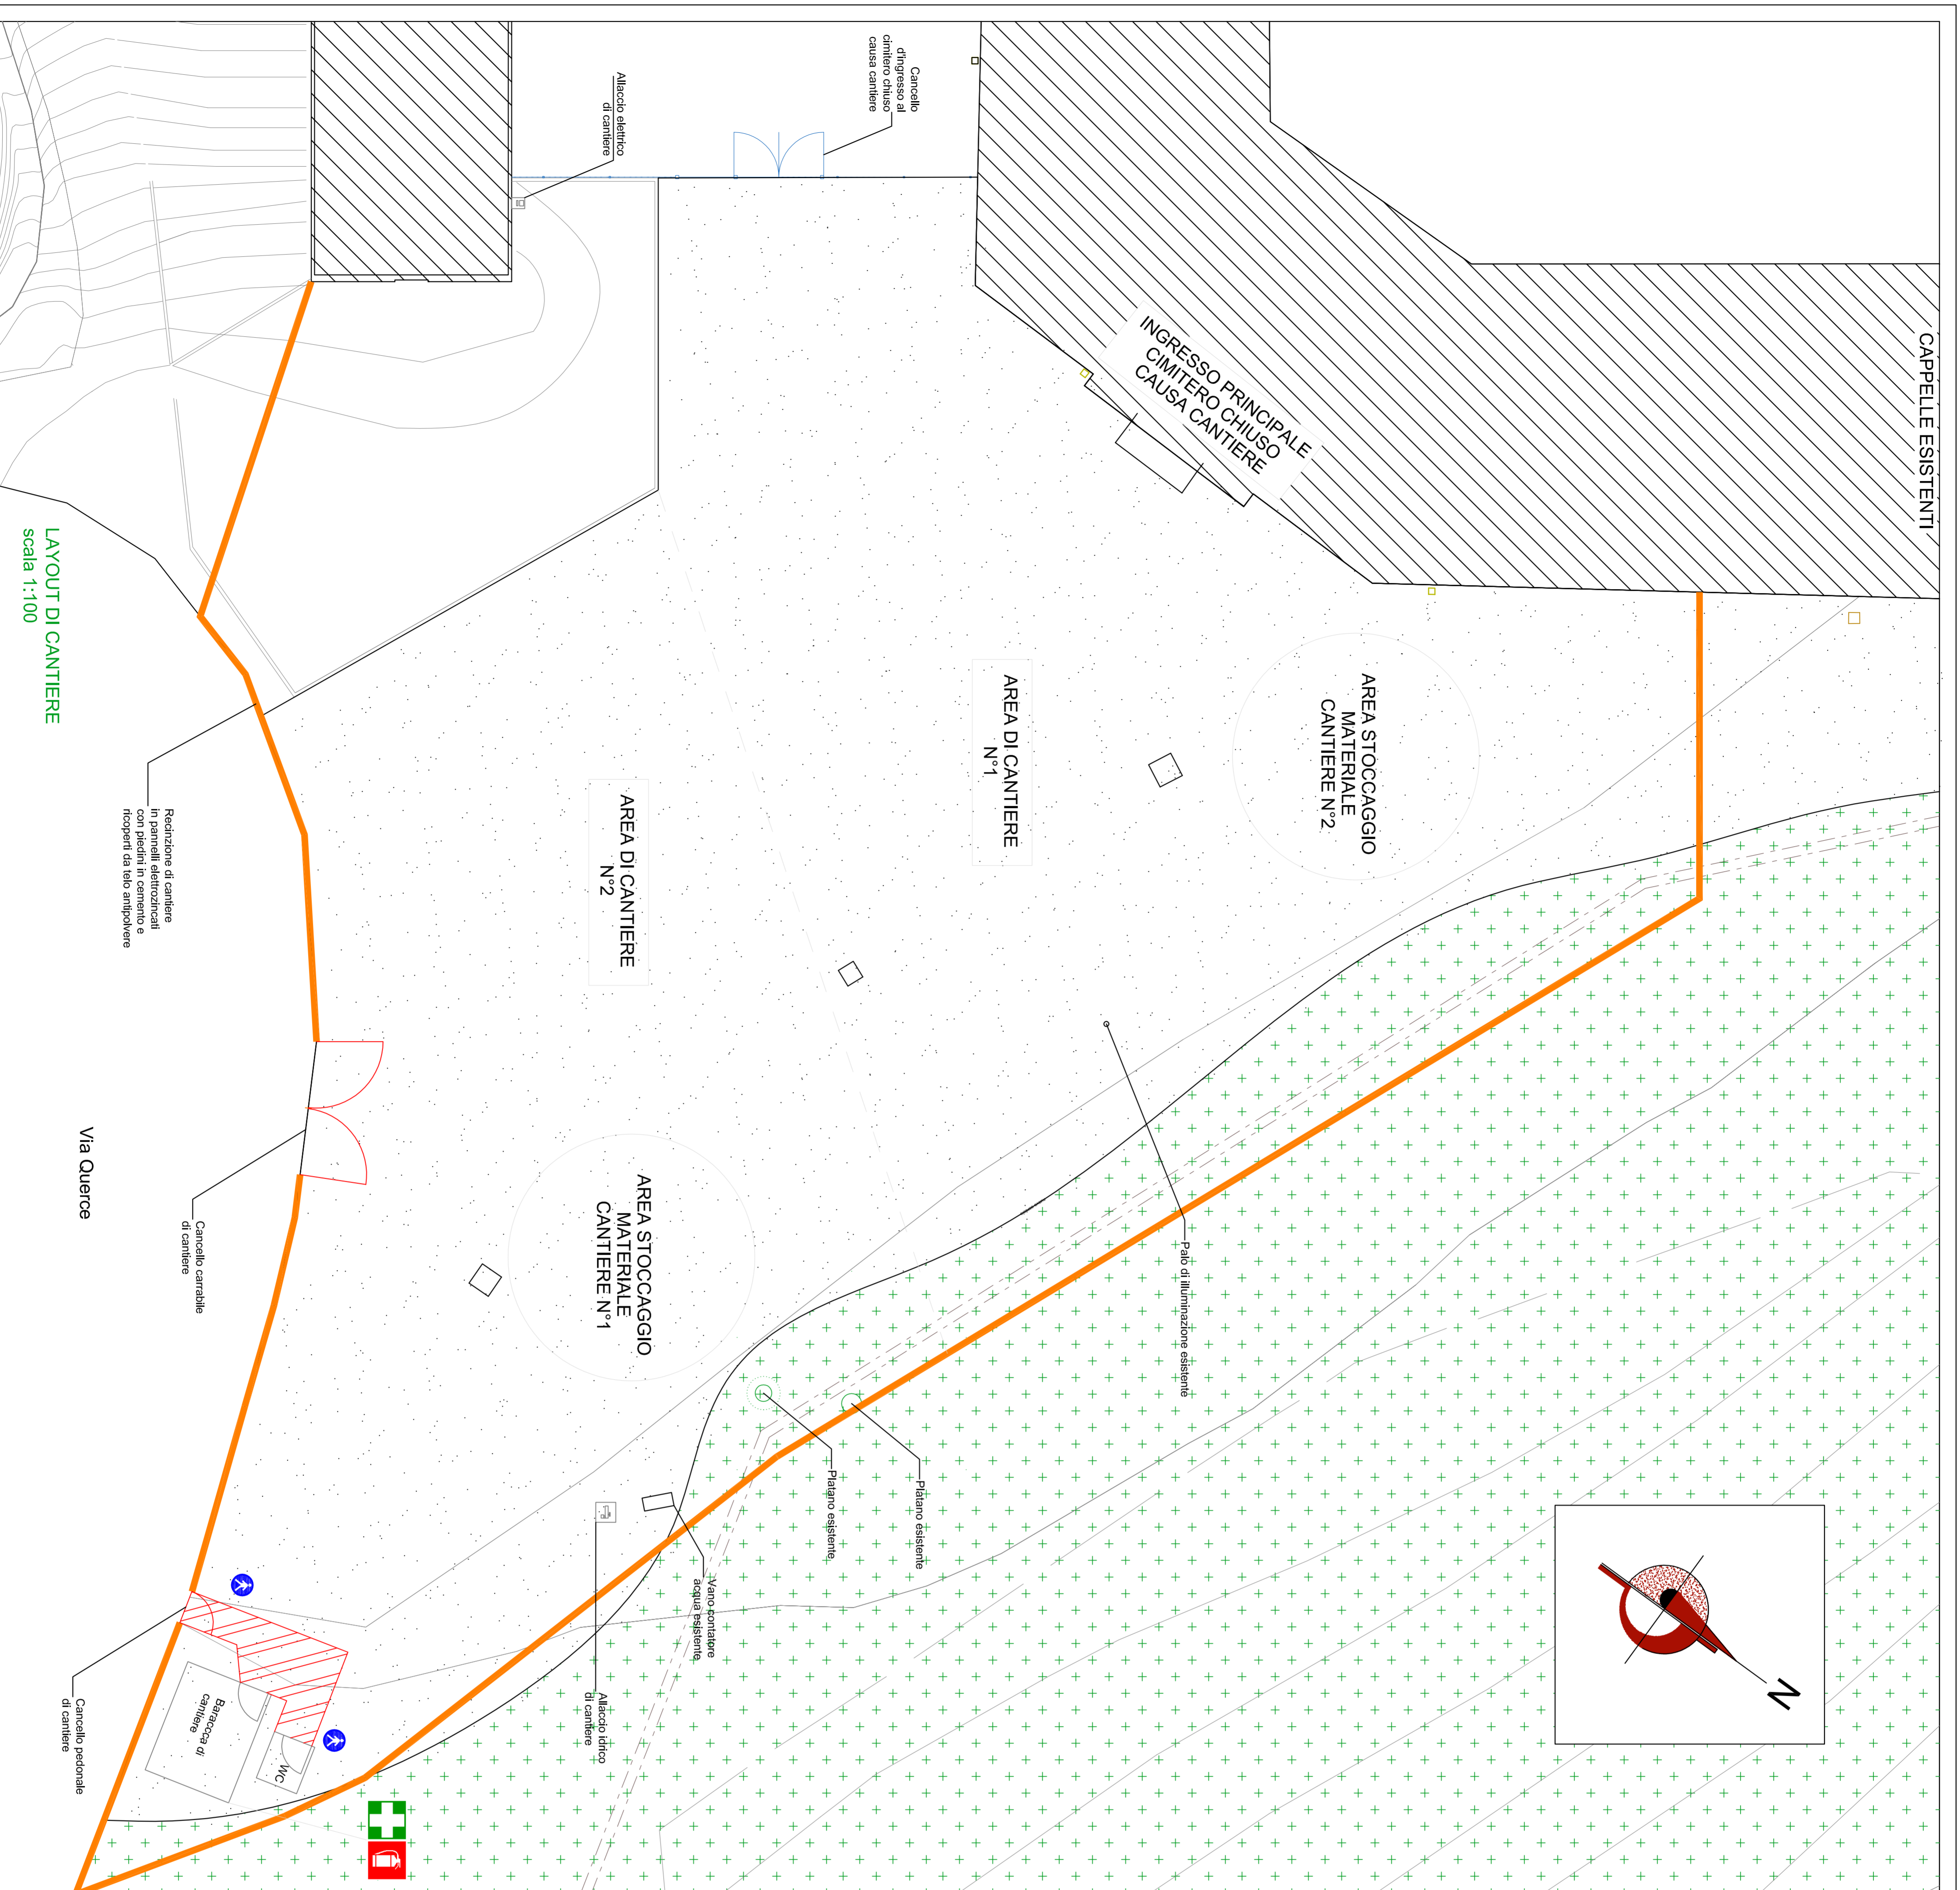 CAPPELLE ESISTENTI
INGRESSO PRINCIPALE
CIMITERO CHIUSO
CAUSA CANTIERE
Cancello
d'ingresso al
cimitero chiuso
causa cantiere
Allaccio elettrico
di cantiere
AREA STOCCAGGIO
MATERIALE
CANTIERE N°2
AREA DI CANTIERE
N°1
AREA DI CANTIERE
N°2
LAYOUT DI CANTIERE
scala 1:100
Recinzione di cantiere
in pannelli elettrozincati
con piedini in cemento e
ricoperti da telo antipolvere
Palo di illuminazione esistente
AREA STOCCAGGIO
MATERIALE
CANTIERE N°1
Via Querce
Cancello carrabile
di cantiere
Platano esistente
Platano esistente
Vano contatore
acqua esistente
Allaccio idrico
di cantiere
Baracca di
cantiere
WC
Cancello pedonale
di cantiere
N